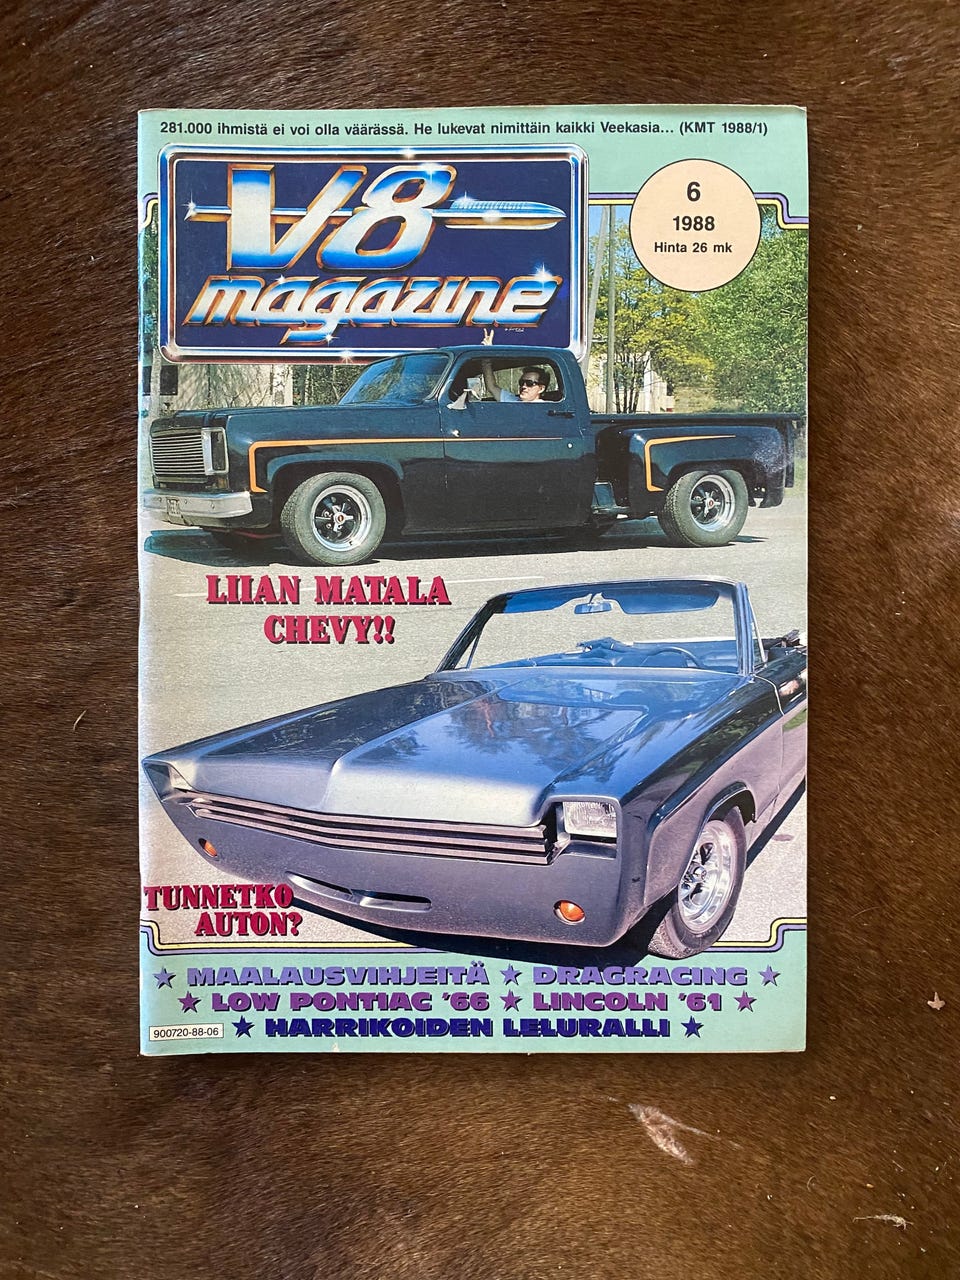 281.000 ihmistä ei voi olla väärässä. He lukevat nimittäin kaikki Veekasia... (KMT 1988/1)
V8
magazine
6
1988
Hinta 26 mk
LIIAN MATALA
CHEVY!!
TUNNETKO
AUTON?
★ MAALAUSVIHJEITÄ ★ DRAGRACING ★
★ LOW PONTIAC '66 ★ LINCOLN '61 ★
★ HARRIKOIDEN LELURALLI ★
900720-88-06